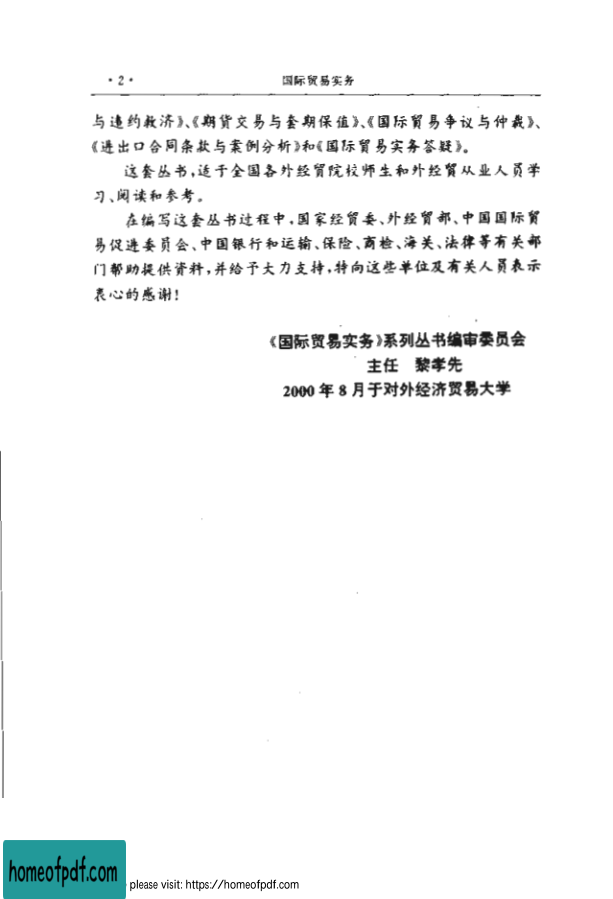 ·2·　国际贸易实务
与违约救济》、《期货交易与套期保值》、《国际贸易争议与仲裁》、
《进出口合同条款与案例分析》和《国际贸易实务答疑》。
这套丛书,适于全国各外经贸院校师生和外经贸从业人员学
习、阅读和参考。
在编写这套丛书过程中,国家经贸委、外经贸部、中国国际贸
易促进委员会、中国银行和运输、保险、商检、海关、法律等有关部
门帮助提供资料,并给予大力支持,特向这些单位及有关人员表示
衷心的感谢!
《国际贸易实务》系列丛书编审委员会
主任　黎孝先
2000 年 8 月于对外经济贸易大学
homeofpdf.com
please visit: https://homeofpdf.com